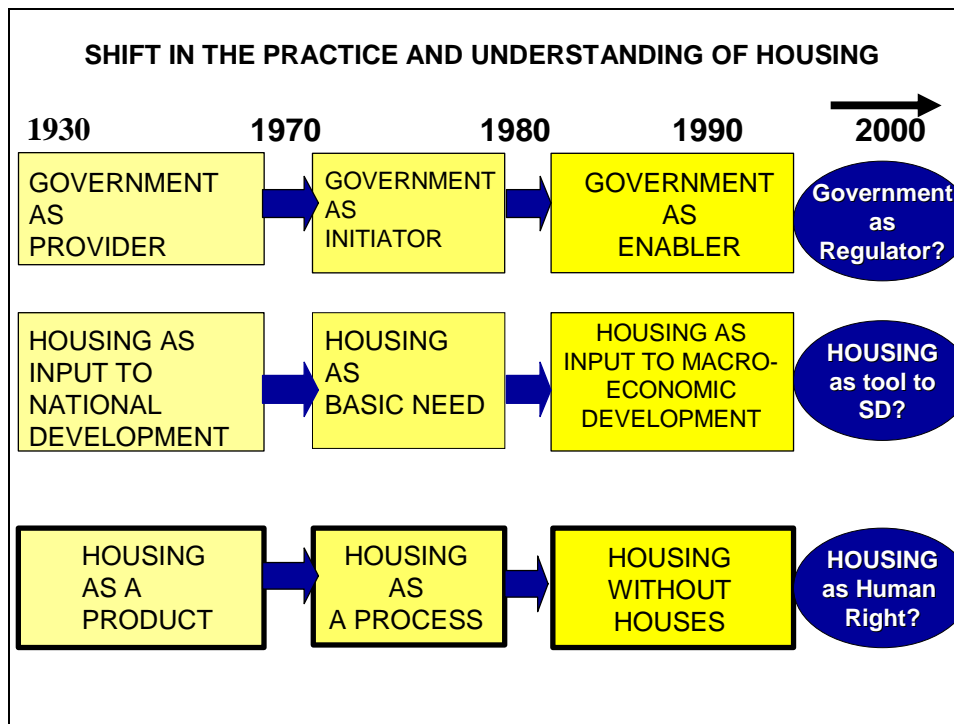 SHIFT IN THE PRACTICE AND UNDERSTANDING OF HOUSING
1930 1970 1980 1990 2000
GOVERNMENT
AS
PROVIDER
GOVERNMENT
AS
INITIATOR
GOVERNMENT
AS
ENABLER
Government
as
Regulator?
HOUSING AS
INPUT TO
NATIONAL
DEVELOPMENT
HOUSING
AS
BASIC NEED
HOUSING AS
INPUT TO MACRO-
ECONOMIC
DEVELOPMENT
HOUSING
as tool to
SD?
HOUSING
AS A
PRODUCT
HOUSING
AS
A PROCESS
HOUSING
WITHOUT
HOUSES
HOUSING
as Human
Right?